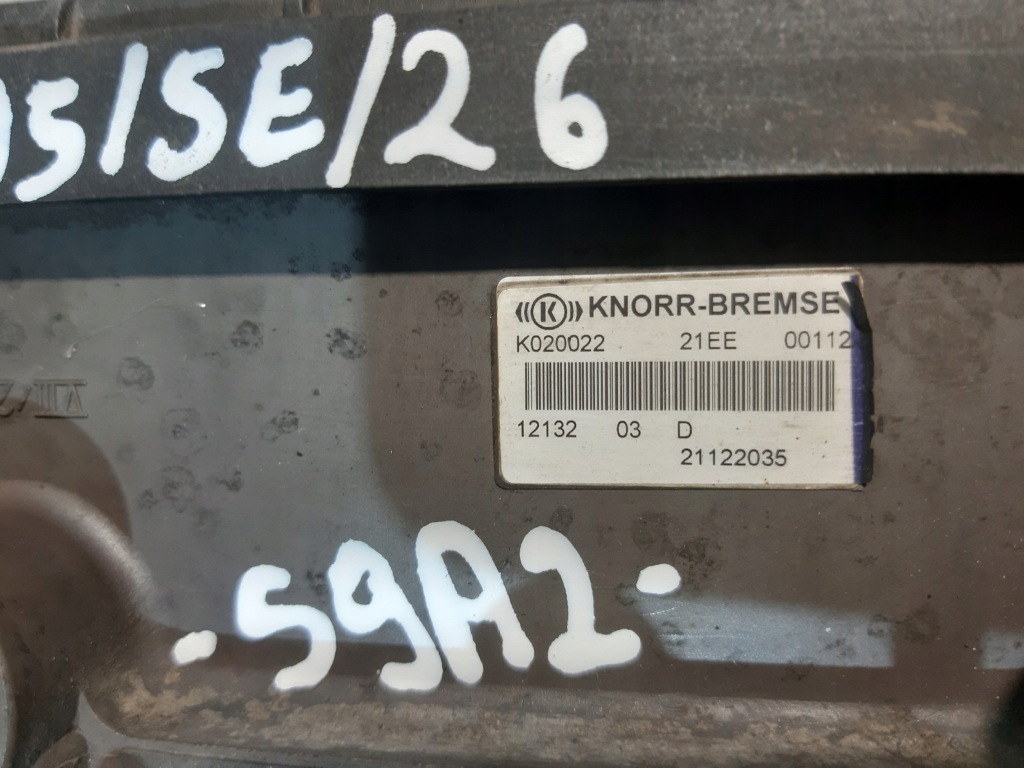 5/SE/26
KNORR-BREMSE
K020022 21EE 00112
12132 03 D
21122035
-59A2-